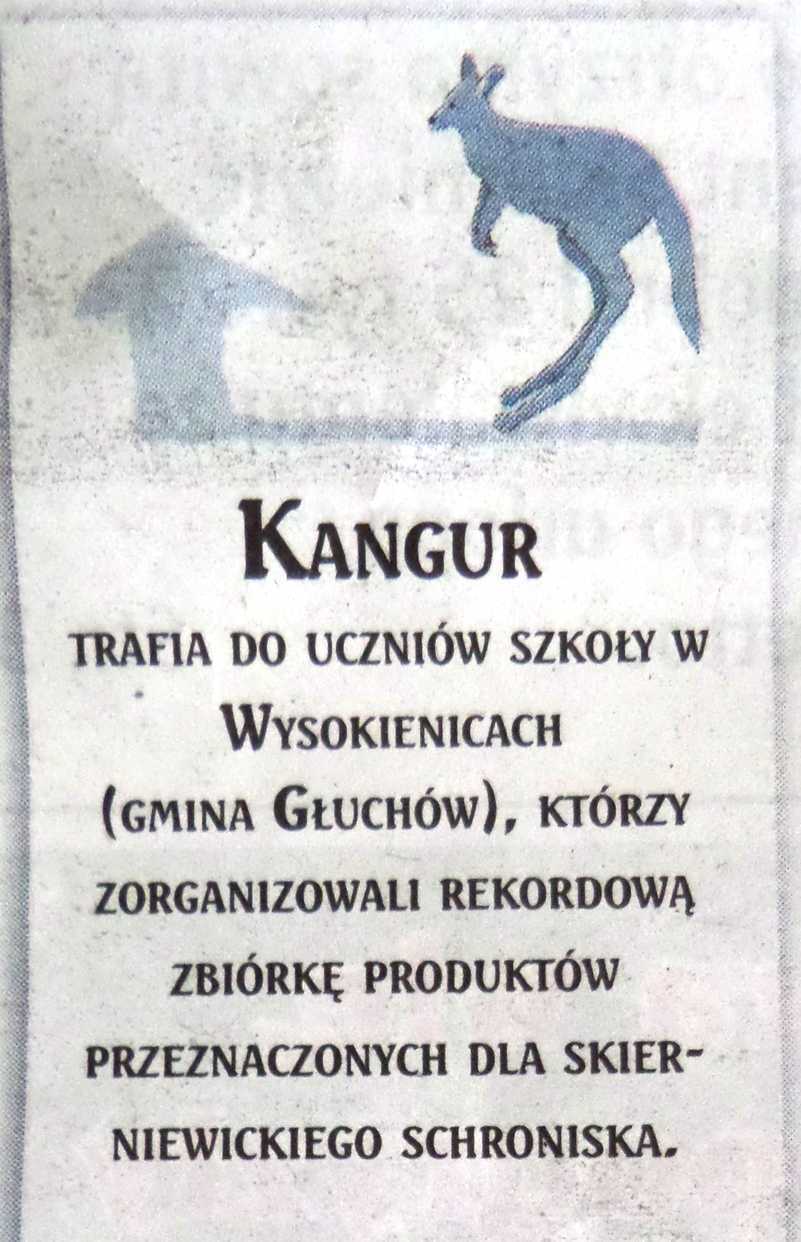 Kangur
trafia do uczniów szkoły w
Wysokienicach
(gmina Głuchów), którzy
zorganizowali rekordową
zbiórkę produktów
przeznaczonych dla skier-
niewickiego schroniska.